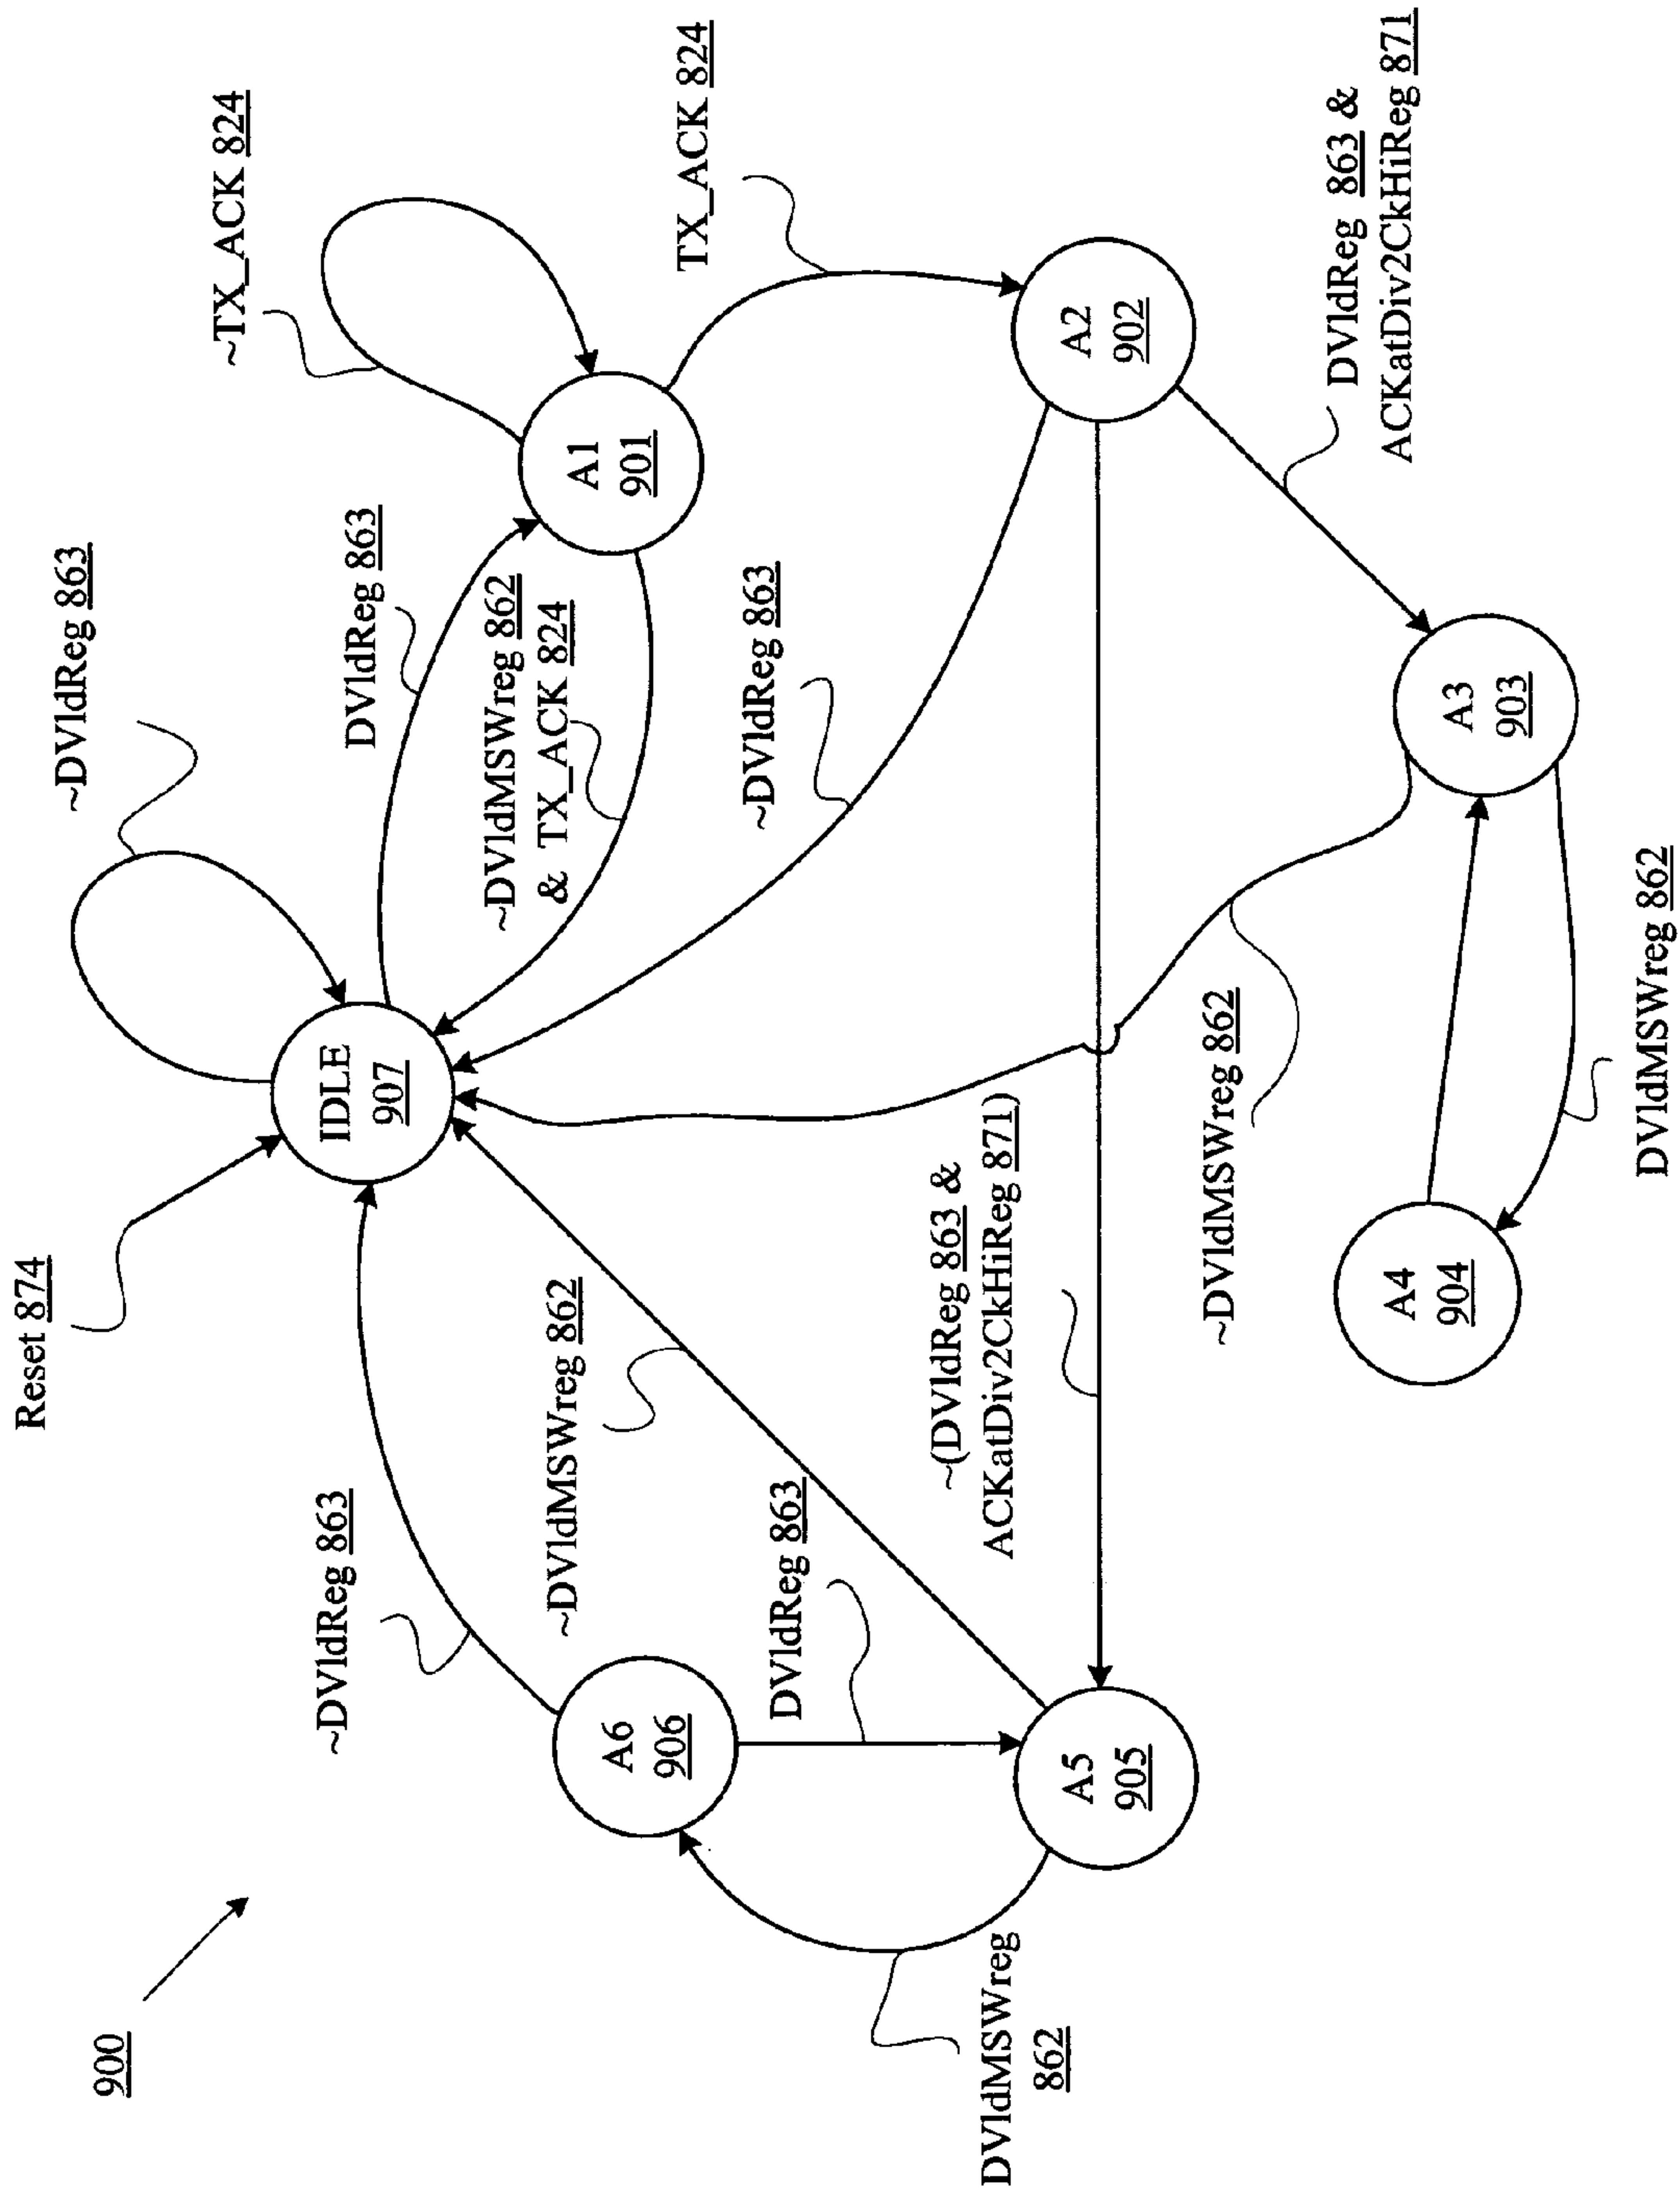 900
Reset 874
~DVldReg 863
~TX_ACK 824
IDLE
907
DVldReg 863
A1
901
~DVldMSWreg 862
& TX_ACK 824
TX_ACK 824
~DVldReg 863
~DVldMSWreg 862
A6
906
~DVldReg 863
A2
902
DVldReg 863
~(DVldReg 863 &
ACKatDiv2CkHiReg 871)
DVldMSWreg
862
A5
905
~DVldMSWreg 862
DVldReg 863 &
ACKatDiv2CkHiReg 871
A4
904
A3
903
DVldMSWreg 862